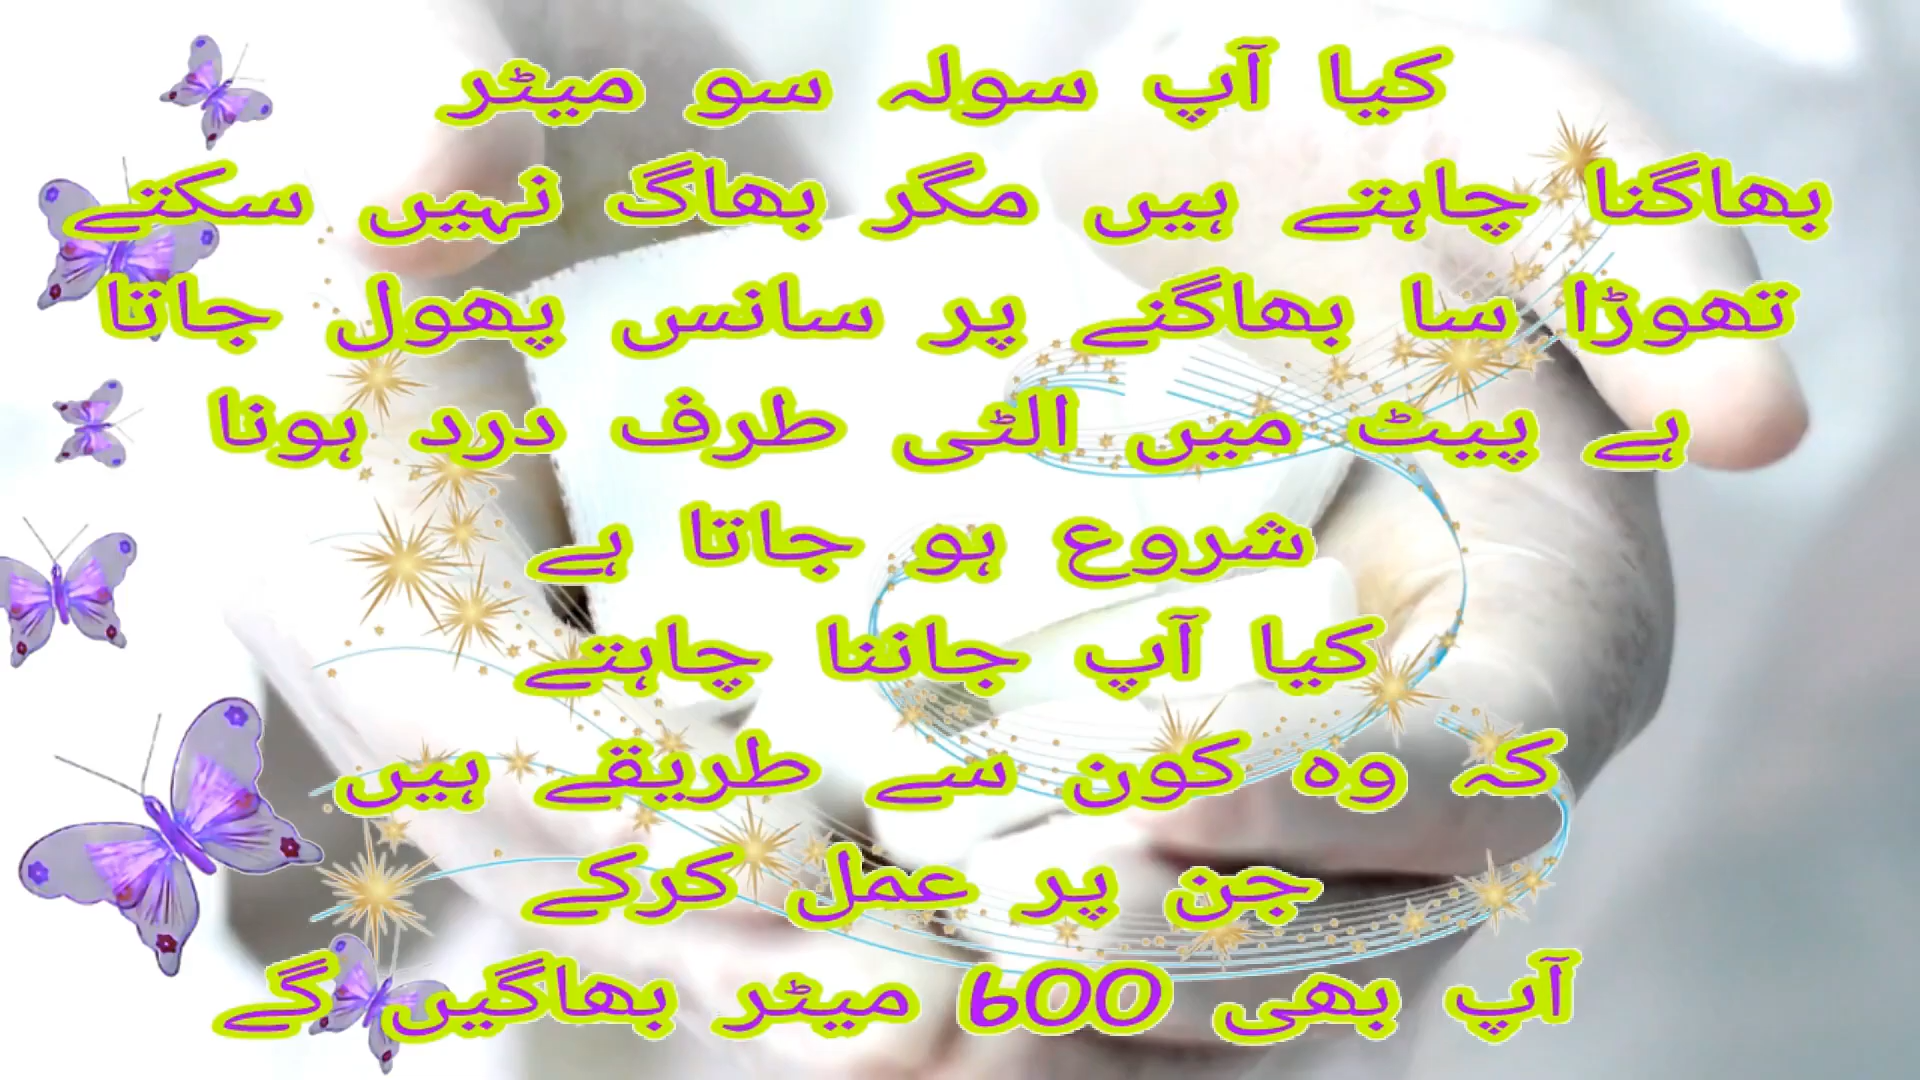 کیا آپ سولہ سو میٹر
بھاگنا چاہتے ہیں مگر بھاگ نہیں سکتے
تھوڑا سا بھاگنے پر سانس پھول جاتا
ہے پیٹ میں الٹی طرف درد ہونا
شروع ہو جاتا ہے
کیا آپ جاننا چاہتے
کہ وہ کون سے طریقے ہیں
جن پر عمل کرکے
آپ بھی 600 میٹر بھاگیں گے